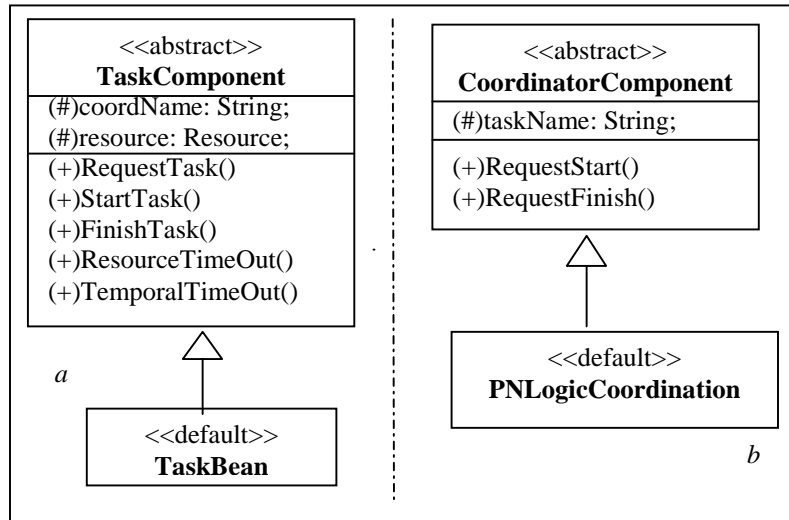 <<abstract>>
TaskComponent
(#)coordName: String;
(#)resource: Resource;
(+)RequestTask()
(+)StartTask()
(+)FinishTask()
(+)ResourceTimeOut()
(+)TemporalTimeOut()
a
<<default>>
TaskBean
<<abstract>>
CoordinatorComponent
(#)taskName: String;
(+)RequestStart()
(+)RequestFinish()
<<default>>
PNLogicCoordination
b